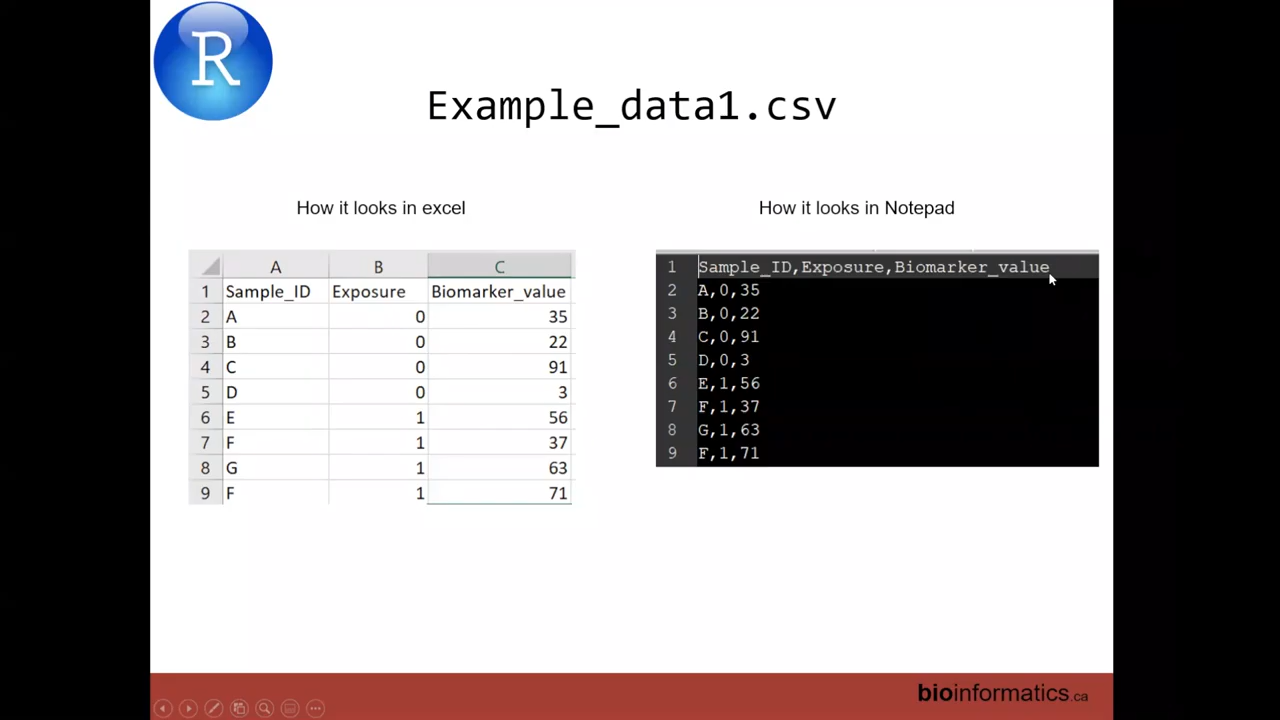 R
Example_data1.csv
How it looks in excel
A B C
1 Sample_ID Exposure Biomarker_value
2 A 0 35
3 B 0 22
4 C 0 91
5 D 0 3
6 E 1 56
7 F 1 37
8 G 1 63
9 F 1 71
How it looks in Notepad
1 Sample_ID,Exposure,Biomarker_value
2 A,0,35
3 B,0,22
4 C,0,91
5 D,0,3
6 E,1,56
7 F,1,37
8 G,1,63
9 F,1,71
bioinformatics.ca